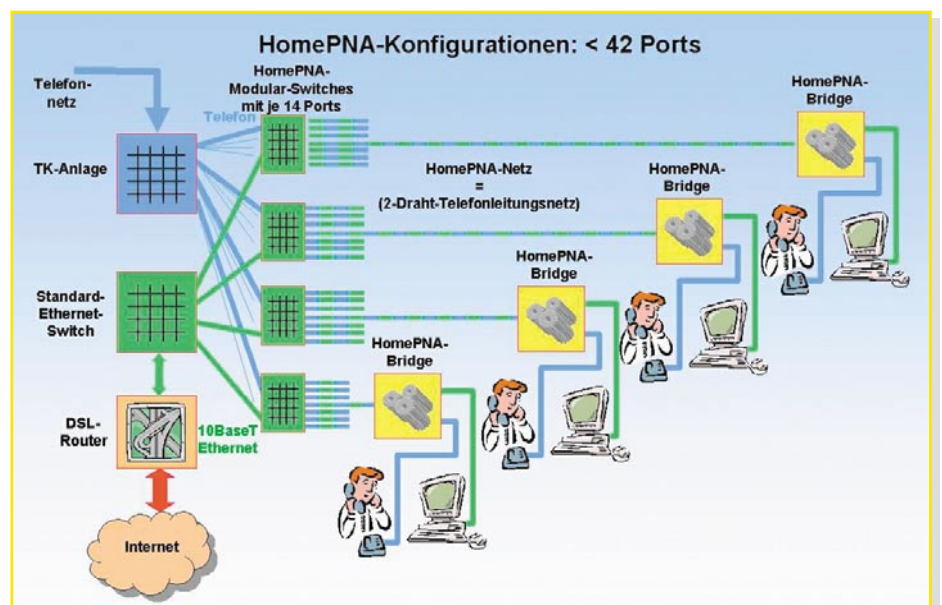 HomePNA-Konfigurationen: < 42 Ports
Telefon-
netz
HomePNA-
Modular-Switches
mit je 14 Ports
HomePNA-
Bridge
Telefon
TK-Anlage
HomePNA-Netz
=
(2-Draht-Telefonleitungsnetz)
HomePNA-
Bridge
HomePNA-
Bridge
Standard-
Ethernet-
Switch
HomePNA-
Bridge
DSL-
Router
10BaseT
Ethernet
Internet